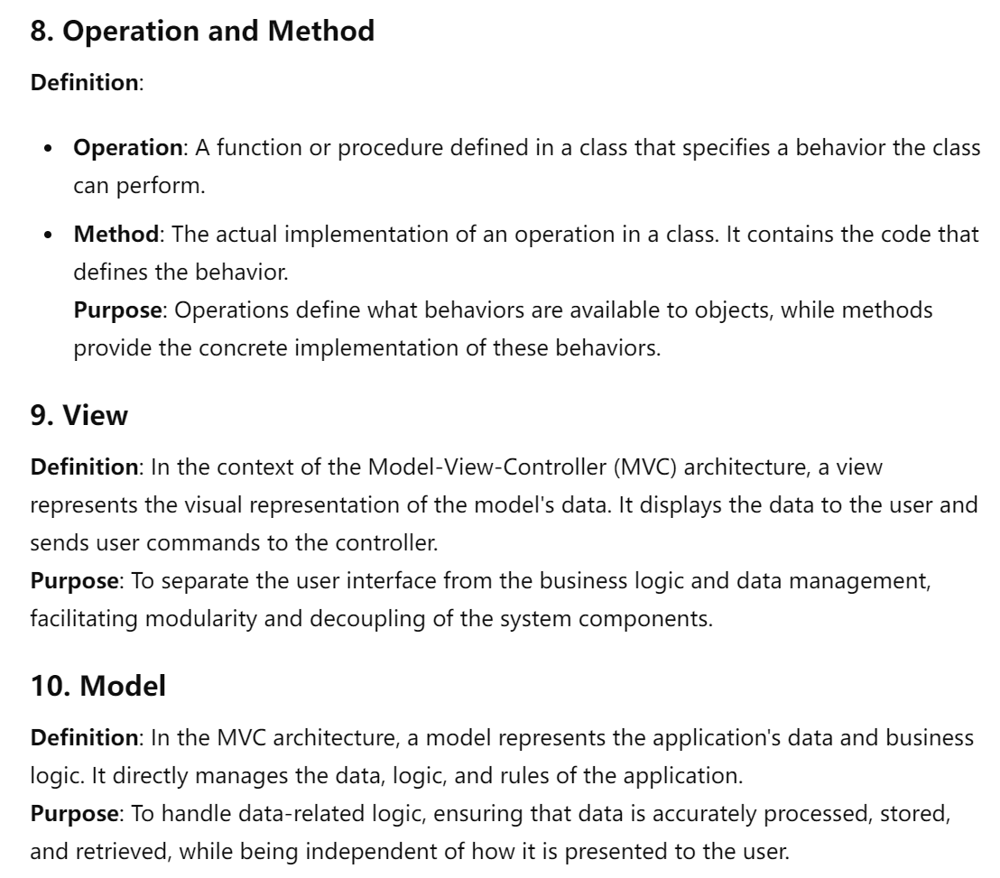 8. Operation and Method
Definition:
• Operation: A function or procedure defined in a class that specifies a behavior the class
can perform.
• Method: The actual implementation of an operation in a class. It contains the code that
defines the behavior.
Purpose: Operations define what behaviors are available to objects, while methods
provide the concrete implementation of these behaviors.
9. View
Definition: In the context of the Model-View-Controller (MVC) architecture, a view
represents the visual representation of the model's data. It displays the data to the user and
sends user commands to the controller.
Purpose: To separate the user interface from the business logic and data management,
facilitating modularity and decoupling of the system components.
10. Model
Definition: In the MVC architecture, a model represents the application's data and business
logic. It directly manages the data, logic, and rules of the application.
Purpose: To handle data-related logic, ensuring that data is accurately processed, stored,
and retrieved, while being independent of how it is presented to the user.